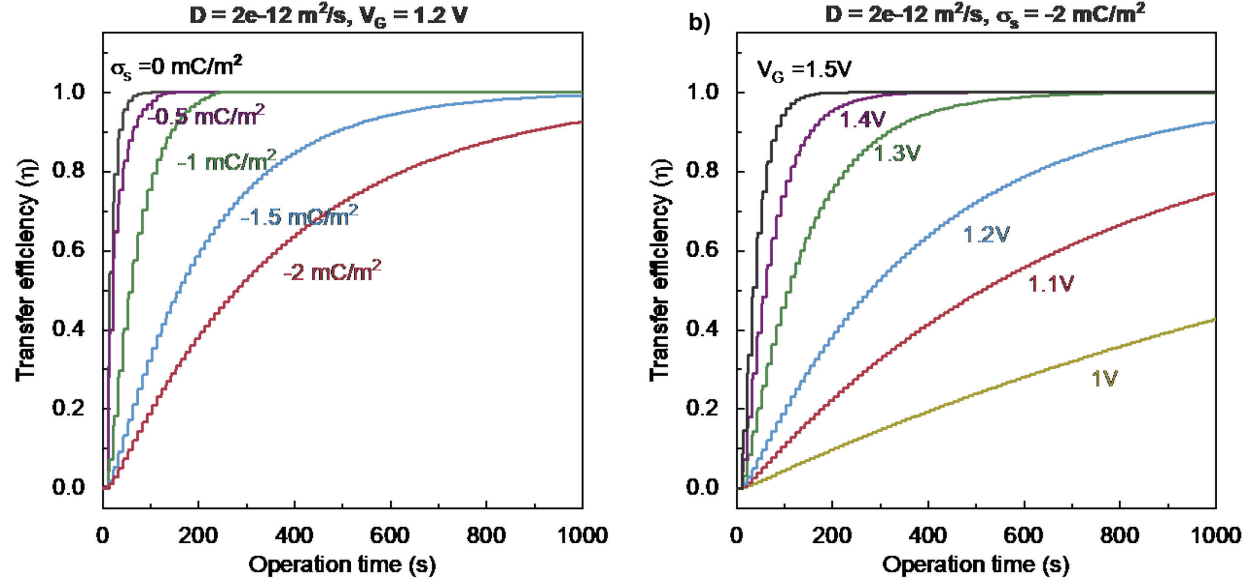 D = 2e-12 m²/s, V_G = 1.2 V
σ_s =0 mC/m²
-0.5 mC/m²
-1 mC/m²
-1.5 mC/m²
-2 mC/m²
Transfer efficiency (η)
1.0
0.8
0.6
0.4
0.2
0.0
0 200 400 600 800 1000
Operation time (s)
b)
D = 2e-12 m²/s, σ_s = -2 mC/m²
V_G =1.5V
1.4V
1.3V
1.2V
1.1V
1V
Transfer efficiency (η)
1.0
0.8
0.6
0.4
0.2
0.0
0 200 400 600 800 1000
Operation time (s)